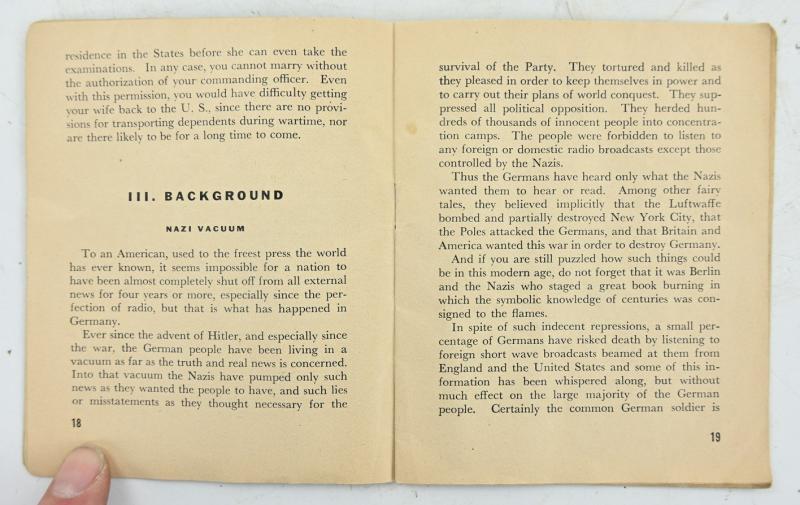 residence in the States before she can even take the
examinations. In any case, you cannot marry without
the authorization of your commanding officer. Even
with this permission, you would have difficulty getting
your wife back to the U. S., since there are no provi-
sions for transporting dependents during wartime, nor
are there likely to be for a long time to come.
III. BACKGROUND
NAZI VACUUM
To an American, used to the freest press the world
has ever known, it seems impossible for a nation to
have been almost completely shut off from all external
news for four years or more, especially since the per-
fection of radio, but that is what has happened in
Germany.
Ever since the advent of Hitler, and especially since
the war, the German people have been living in a
vacuum as far as the truth and real news is concerned.
Into that vacuum the Nazis have pumped only such
news as they wanted the people to have, and such lies
or misstatements as they thought necessary for the
18
survival of the Party. They tortured and killed as
they pleased in order to keep themselves in power and
to carry out their plans of world conquest. They sup-
pressed all political opposition. They herded hun-
dreds of thousands of innocent people into concentra-
tion camps. The people were forbidden to listen to
any foreign or domestic radio broadcasts except those
controlled by the Nazis.
Thus the Germans have heard only what the Nazis
wanted them to hear or read. Among other fairy
tales, they believed implicitly that the Luftwaffe
bombed and partially destroyed New York City, that
the Poles attacked the Germans, and that Britain and
America wanted this war in order to destroy Germany.
And if you are still puzzled how such things could
be in this modern age, do not forget that it was Berlin
and the Nazis who staged a great book burning in
which the symbolic knowledge of centuries was con-
signed to the flames.
In spite of such indecent repressions, a small per-
centage of Germans have risked death by listening to
foreign short wave broadcasts beamed at them from
England and the United States and some of this in-
formation has been whispered along, but without
much effect on the large majority of the German
people. Certainly the common German soldier is
19